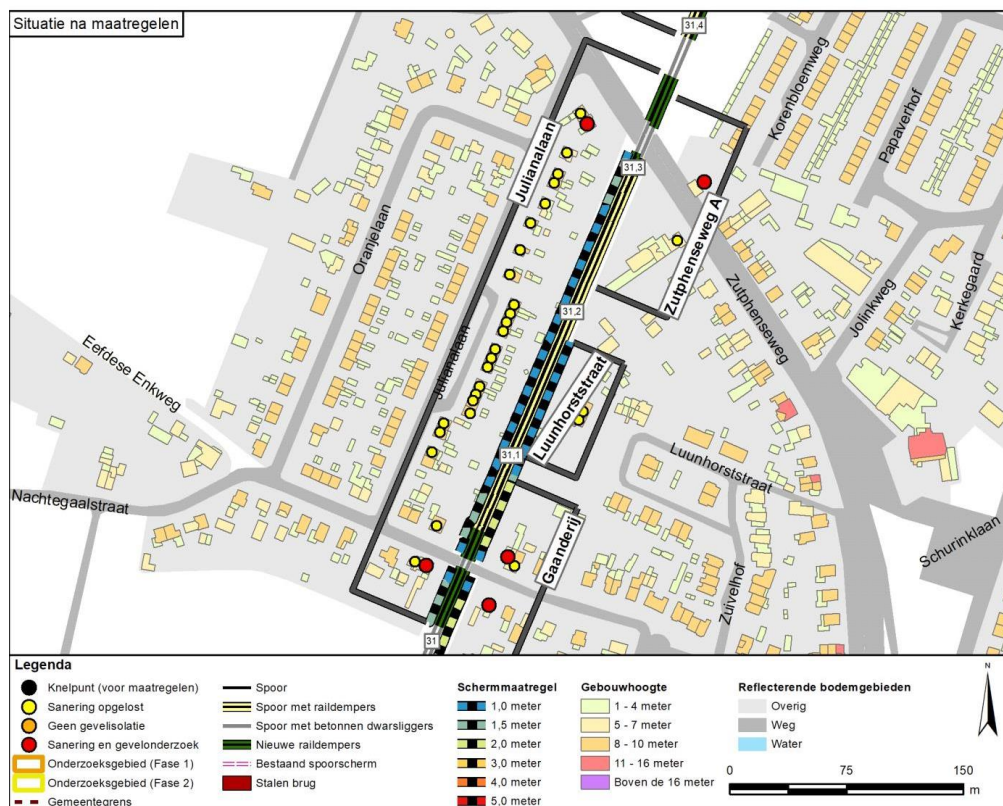 Situatie na maatregelen
31,4
Korenbloemweg
Papaverhof
Julianalaan
31,3
Oranjelaan
Zutphenseweg A
Kerkegaard
Jolinkweg
Zutphenseweg
31,2
Eefdese Enkweg
Julianalaan
Luunhorststraat
31,1
Luunhorststraat
Nachtegaalstraat
Schurinklaan
Gaanderij
Zuivelhof
31
Legenda
Knelpunt (voor maatregelen)
Sanering opgelost
Geen gevelisolatie
Sanering en gevelonderzoek
Onderzoeksgebied (Fase 1)
Onderzoeksgebied (Fase 2)
Gemeentegrens
Spoor
Spoor met raildempers
Spoor met betonnen dwarsliggers
Nieuwe raildempers
Bestaand spoorscherm
Stalen brug
Schermmaatregel
1,0 meter
1,5 meter
2,0 meter
3,0 meter
4,0 meter
5,0 meter
Gebouwhoogte
1 - 4 meter
5 - 7 meter
8 - 10 meter
11 - 16 meter
Boven de 16 meter
Reflecterende bodemgebieden
Overig
Weg
Water
N
0 75 150
m